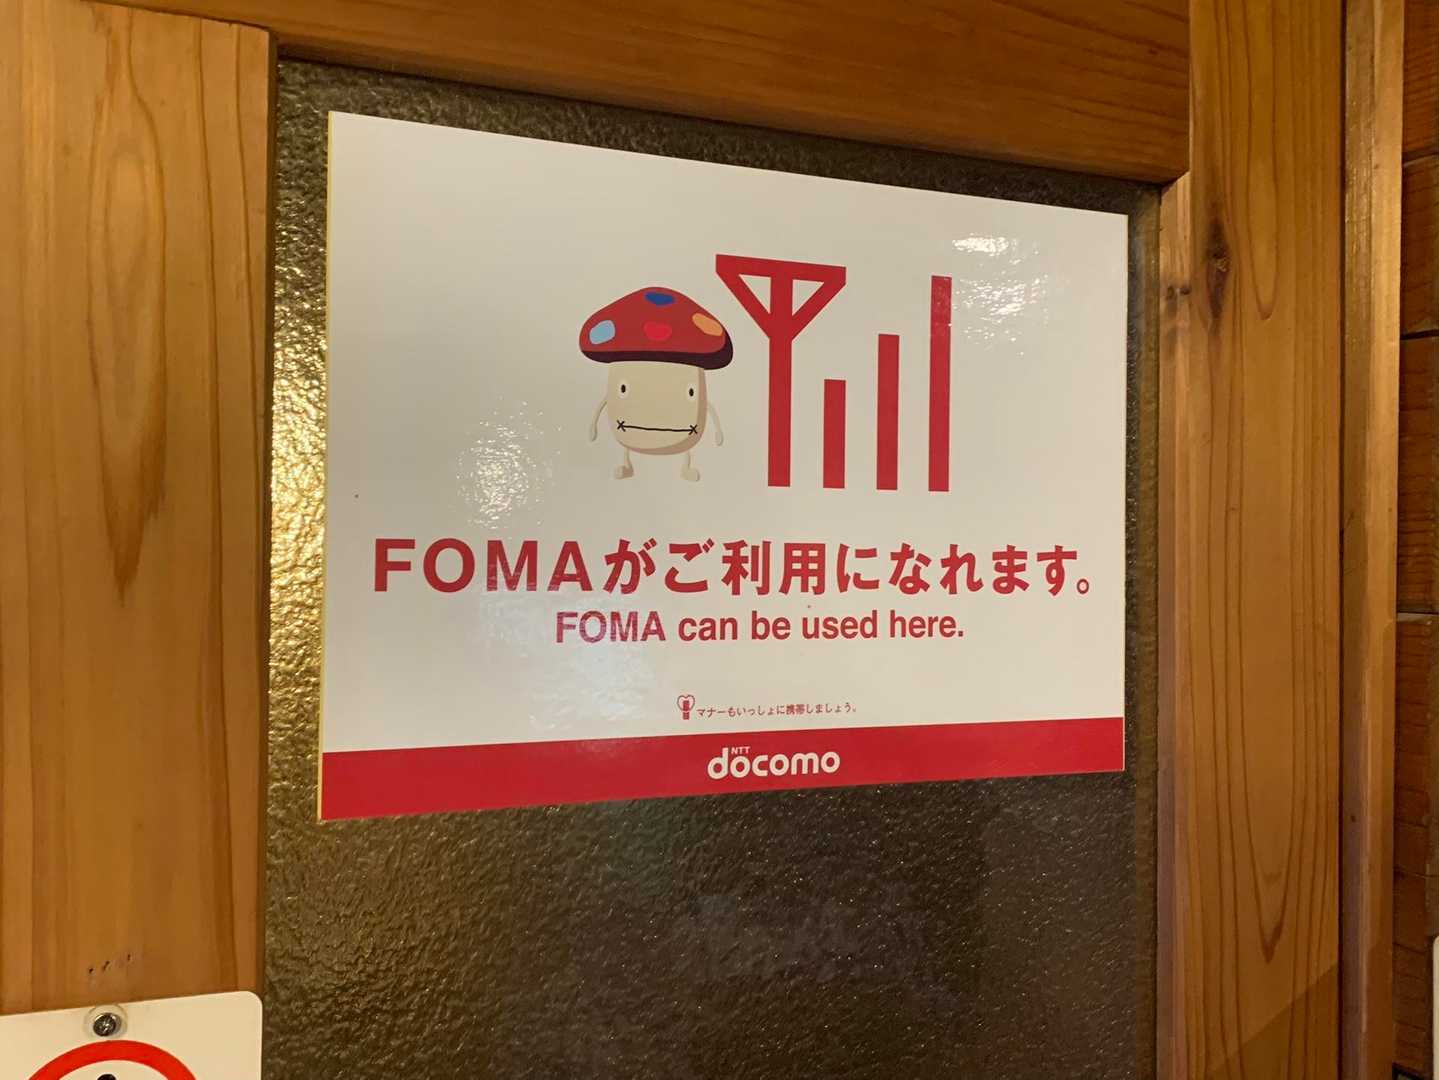 FOMAがご利用になれます。
FOMA can be used here.
マナーもいっしょに携帯しましょう。
NTT
docomo